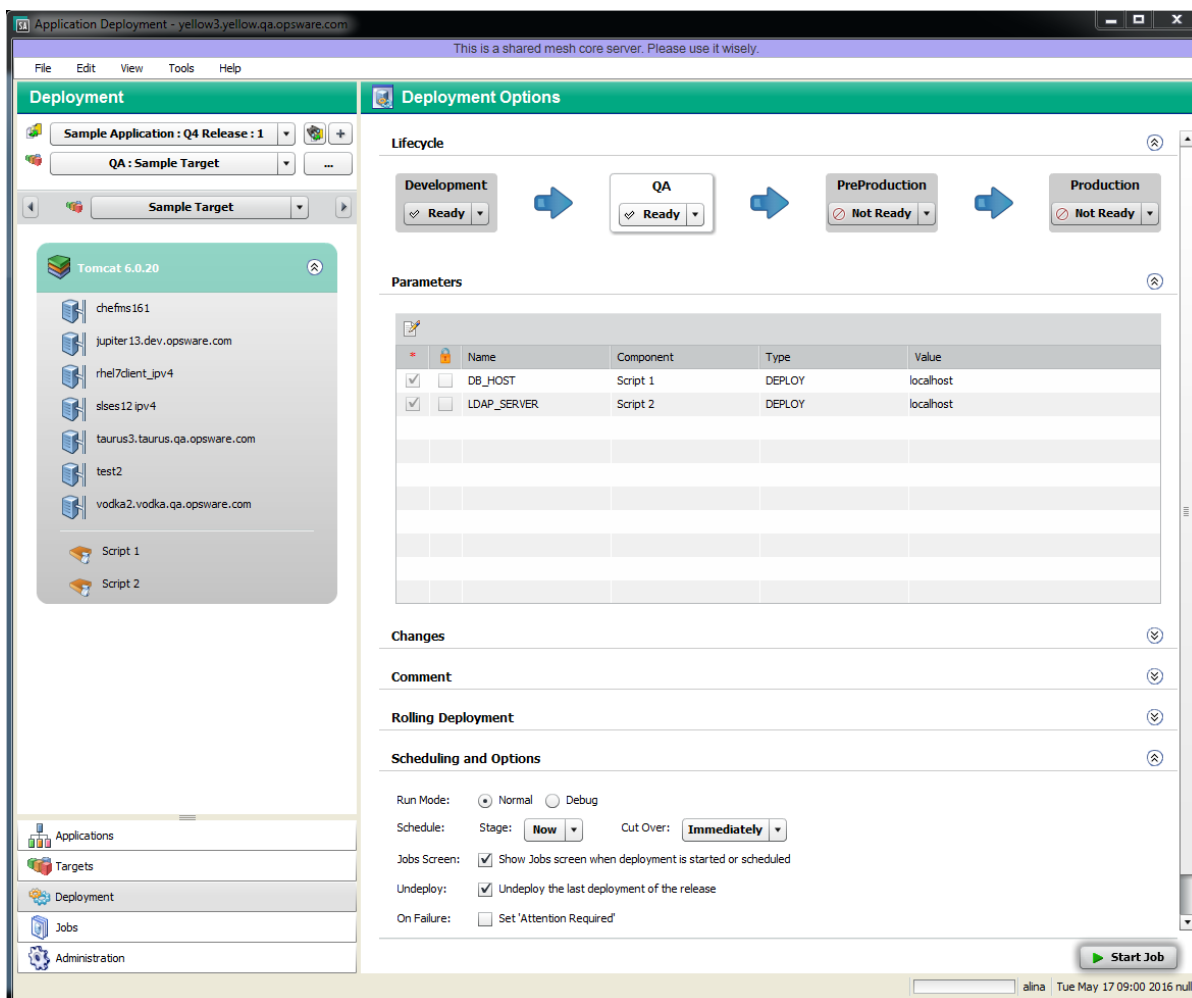 SA Application Deployment - yellow3.yellow.qa.opsware.com
This is a shared mesh core server. Please use it wisely.
File Edit View Tools Help
Deployment
Sample Application : Q4 Release : 1
+
QA : Sample Target
...
Sample Target
Tomcat 6.0.20
chefms161
jupiter13.dev.opsware.com
rhel7client_ipv4
slses12 ipv4
taurus3.taurus.qa.opsware.com
test2
vodka2.vodka.qa.opsware.com
Script 1
Script 2
Applications
Targets
Deployment
Jobs
Administration
Deployment Options
Lifecycle
Development QA PreProduction Production
Ready Ready Not Ready Not Ready
Parameters
* Name Component Type Value
DB_HOST Script 1 DEPLOY localhost
LDAP_SERVER Script 2 DEPLOY localhost
Changes
Comment
Rolling Deployment
Scheduling and Options
Run Mode: Normal Debug
Schedule: Stage: Now Cut Over: Immediately
Jobs Screen: Show Jobs screen when deployment is started or scheduled
Undeploy: Undeploy the last deployment of the release
On Failure: Set 'Attention Required'
Start Job
alina Tue May 17 09:00 2016 null